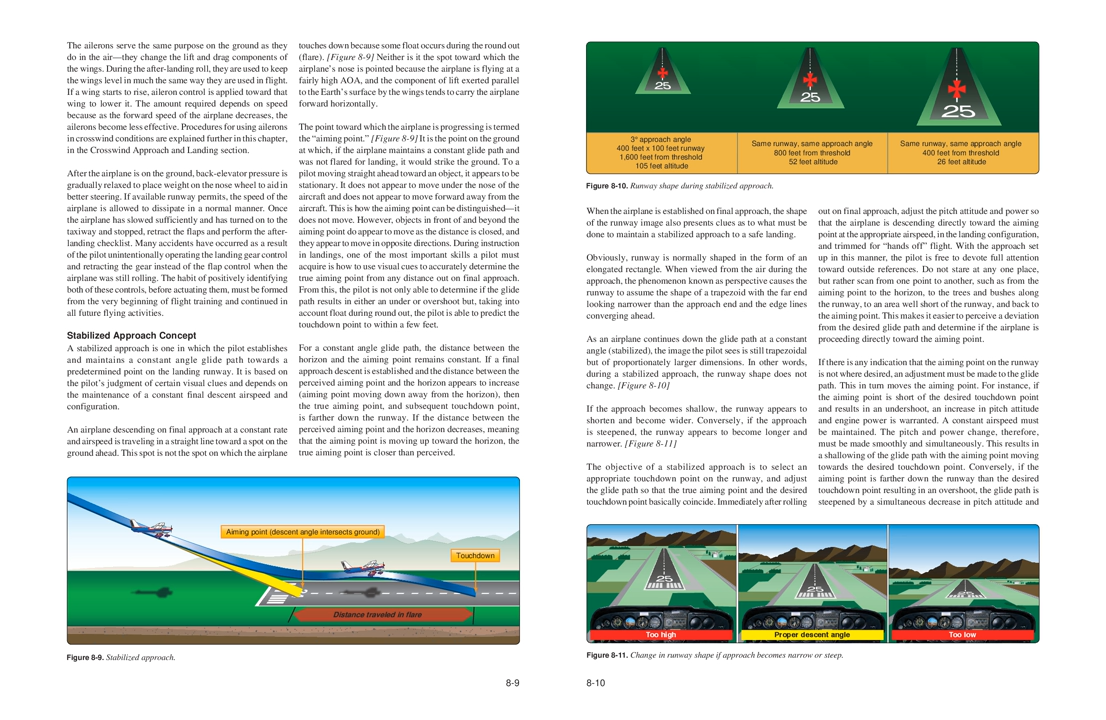 The ailerons serve the same purpose on the ground as they
do in the air—they change the lift and drag components of
the wings. During the after-landing roll, they are used to keep
the wings level in much the same way they are used in flight.
If a wing starts to rise, aileron control is applied toward that
wing to lower it. The amount required depends on speed
because as the forward speed of the airplane decreases, the
ailerons become less effective. Procedures for using ailerons
in crosswind conditions are explained further in this chapter,
in the Crosswind Approach and Landing section.
After the airplane is on the ground, back-elevator pressure is
gradually relaxed to place weight on the nose wheel to aid in
better steering. If available runway permits, the speed of the
airplane is allowed to dissipate in a normal manner. Once
the airplane has slowed sufficiently and has turned on to the
taxiway and stopped, retract the flaps and perform the after-
landing checklist. Many accidents have occurred as a result
of the pilot unintentionally operating the landing gear control
and retracting the gear instead of the flap control when the
airplane was still rolling. The habit of positively identifying
both of these controls, before actuating them, must be formed
from the very beginning of flight training and continued in
all future flying activities.
Stabilized Approach Concept
A stabilized approach is one in which the pilot establishes
and maintains a constant angle glide path towards a
predetermined point on the landing runway. It is based on
the pilot's judgment of certain visual clues and depends on
the maintenance of a constant final descent airspeed and
configuration.
An airplane descending on final approach at a constant rate
and airspeed is traveling in a straight line toward a spot on the
ground ahead. This spot is not the spot on which the airplane
touches down because some float occurs during the round out
(flare). [Figure 8-9] Neither is it the spot toward which the
airplane's nose is pointed because the airplane is flying at a
fairly high AOA, and the component of lift exerted parallel
to the Earth's surface by the wings tends to carry the airplane
forward horizontally.
The point toward which the airplane is progressing is termed
the "aiming point." [Figure 8-9] It is the point on the ground
at which, if the airplane maintains a constant glide path and
was not flared for landing, it would strike the ground. To a
pilot moving straight ahead toward an object, it appears to be
stationary. It does not appear to move under the nose of the
aircraft and does not appear to move forward away from the
aircraft. This is how the aiming point can be distinguished—it
does not move. However, objects in front of and beyond the
aiming point do appear to move as the distance is closed, and
they appear to move in opposite directions. During instruction
in landings, one of the most important skills a pilot must
acquire is how to use visual cues to accurately determine the
true aiming point from any distance out on final approach.
From this, the pilot is not only able to determine if the glide
path results in either an under or overshoot but, taking into
account float during round out, the pilot is able to predict the
touchdown point to within a few feet.
For a constant angle glide path, the distance between the
horizon and the aiming point remains constant. If a final
approach descent is established and the distance between the
perceived aiming point and the horizon appears to increase
(aiming point moving down away from the horizon), then
the true aiming point, and subsequent touchdown point,
is farther down the runway. If the distance between the
perceived aiming point and the horizon decreases, meaning
that the aiming point is moving up toward the horizon, the
true aiming point is closer than perceived.
Aiming point (descent angle intersects ground)
Touchdown
Distance traveled in flare
Figure 8-9. Stabilized approach.
8-9
25
25
25
3° approach angle
400 feet x 100 feet runway
1,600 feet from threshold
105 feet altitude
Same runway, same approach angle
800 feet from threshold
52 feet altitude
Same runway, same approach angle
400 feet from threshold
26 feet altitude
Figure 8-10. Runway shape during stabilized approach.
When the airplane is established on final approach, the shape
of the runway image also presents clues as to what must be
done to maintain a stabilized approach to a safe landing.
Obviously, runway is normally shaped in the form of an
elongated rectangle. When viewed from the air during the
approach, the phenomenon known as perspective causes the
runway to assume the shape of a trapezoid with the far end
looking narrower than the approach end and the edge lines
converging ahead.
As an airplane continues down the glide path at a constant
angle (stabilized), the image the pilot sees is still trapezoidal
but of proportionately larger dimensions. In other words,
during a stabilized approach, the runway shape does not
change. [Figure 8-10]
If the approach becomes shallow, the runway appears to
shorten and become wider. Conversely, if the approach
is steepened, the runway appears to become longer and
narrower. [Figure 8-11]
The objective of a stabilized approach is to select an
appropriate touchdown point on the runway, and adjust
the glide path so that the true aiming point and the desired
touchdown point basically coincide. Immediately after rolling
out on final approach, adjust the pitch attitude and power so
that the airplane is descending directly toward the aiming
point at the appropriate airspeed, in the landing configuration,
and trimmed for "hands off" flight. With the approach set
up in this manner, the pilot is free to devote full attention
toward outside references. Do not stare at any one place,
but rather scan from one point to another, such as from the
aiming point to the horizon, to the trees and bushes along
the runway, to an area well short of the runway, and back to
the aiming point. This makes it easier to perceive a deviation
from the desired glide path and determine if the airplane is
proceeding directly toward the aiming point.
If there is any indication that the aiming point on the runway
is not where desired, an adjustment must be made to the glide
path. This in turn moves the aiming point. For instance, if
the aiming point is short of the desired touchdown point
and results in an undershoot, an increase in pitch attitude
and engine power is warranted. A constant airspeed must
be maintained. The pitch and power change, therefore,
must be made smoothly and simultaneously. This results in
a shallowing of the glide path with the aiming point moving
towards the desired touchdown point. Conversely, if the
aiming point is farther down the runway than the desired
touchdown point resulting in an overshoot, the glide path is
steepened by a simultaneous decrease in pitch attitude and
25
25
25
Too high
Proper descent angle
Too low
Figure 8-11. Change in runway shape if approach becomes narrow or steep.
8-10